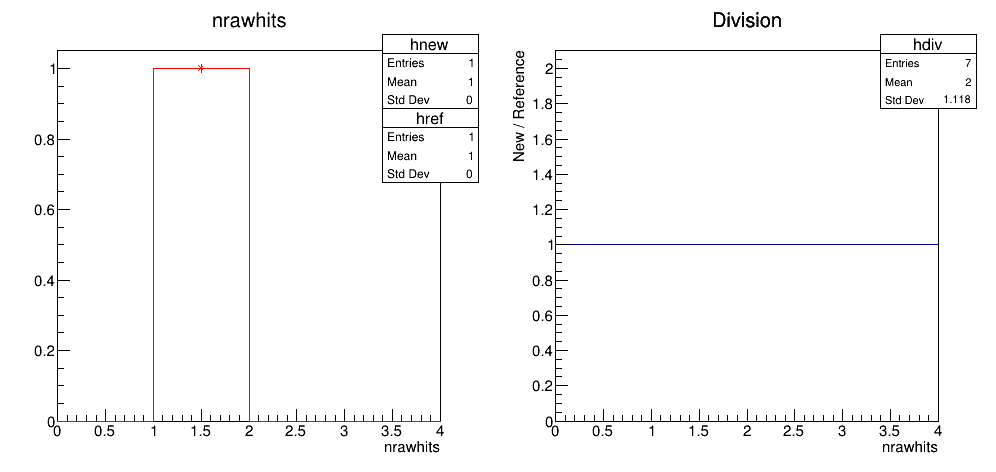 nrawhits
hnew
Entries 1
Mean 1
Std Dev 0
href
Entries 1
Mean 1
Std Dev 0
1
0.8
0.6
0.4
0.2
0
0 0.5 1 1.5 2 2.5 3 3.5 4
nrawhits
Division
hdiv
Entries 7
Mean 2
Std Dev 1.118
New / Reference
2
1.8
1.6
1.4
1.2
1
0.8
0.6
0.4
0.2
0
0 0.5 1 1.5 2 2.5 3 3.5 4
nrawhits